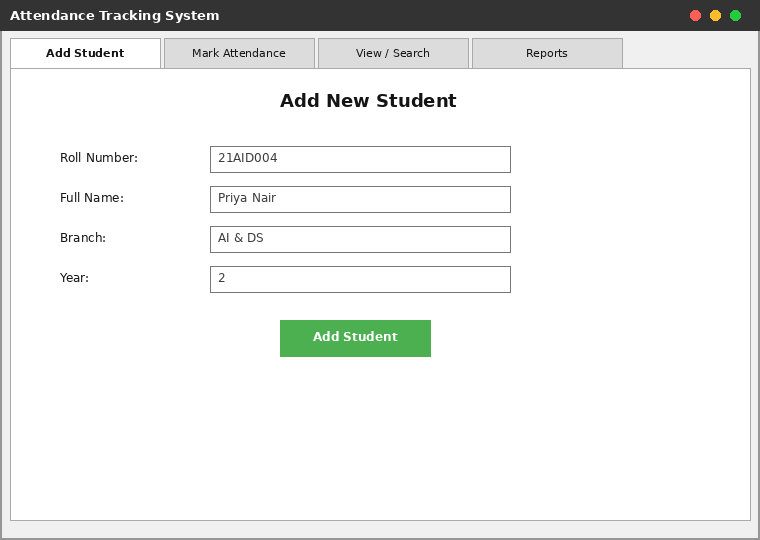 Attendance Tracking System
Add Student Mark Attendance View / Search Reports
Add New Student
Roll Number: 21AID004
Full Name: Priya Nair
Branch: AI & DS
Year: 2
Add Student